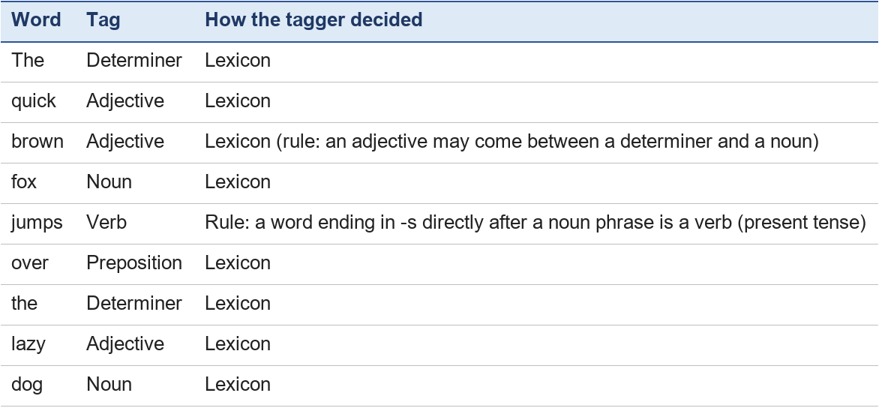 Word Tag How the tagger decided
The Determiner Lexicon
quick Adjective Lexicon
brown Adjective Lexicon (rule: an adjective may come between a determiner and a noun)
fox Noun Lexicon
jumps Verb Rule: a word ending in -s directly after a noun phrase is a verb (present tense)
over Preposition Lexicon
the Determiner Lexicon
lazy Adjective Lexicon
dog Noun Lexicon